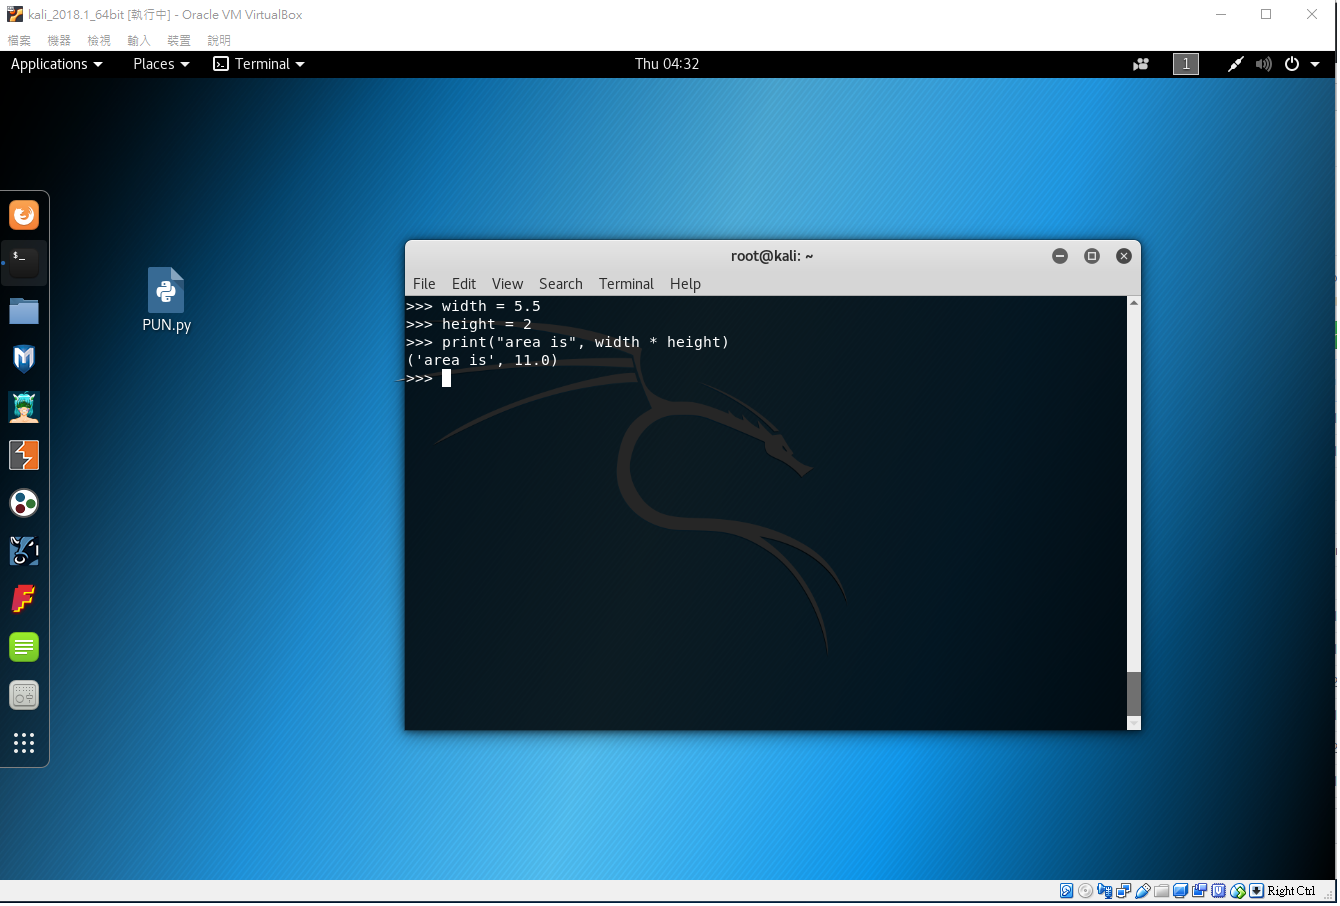 kali_2018.1_64bit [執行中] - Oracle VM VirtualBox
檔案 機器 檢視 輸入 裝置 說明
Applications Places Terminal Thu 04:32 1
PUN.py
root@kali: ~
File Edit View Search Terminal Help
>>> width = 5.5
>>> height = 2
>>> print("area is", width * height)
('area is', 11.0)
>>>
Right Ctrl